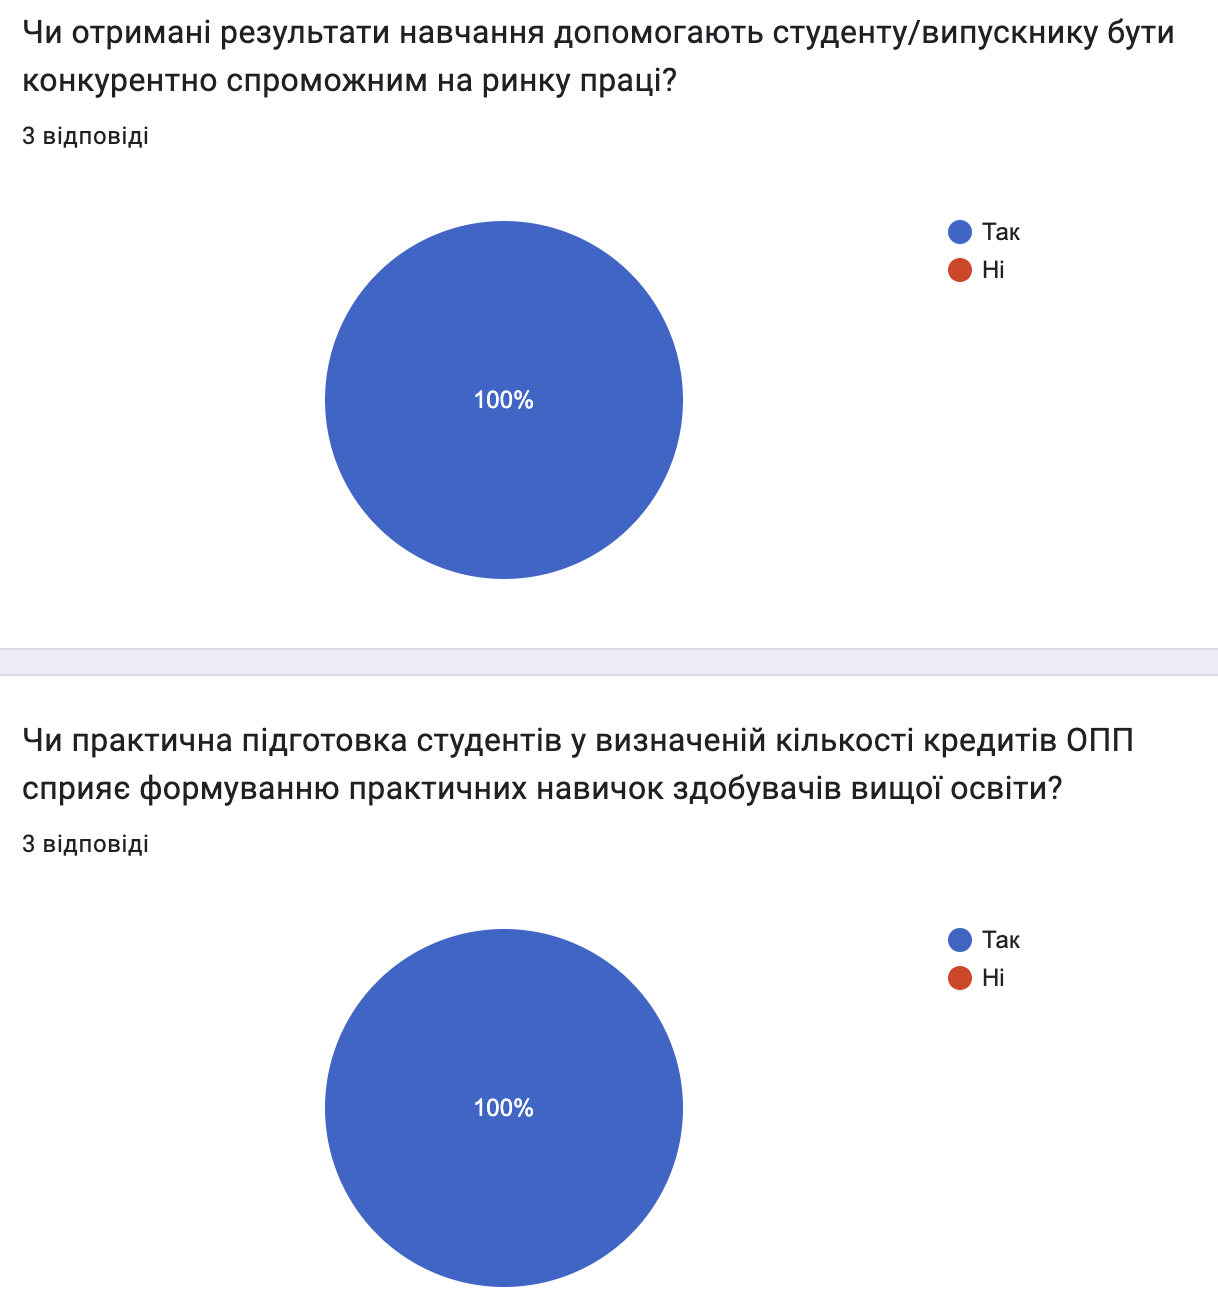 Чи отримані результати навчання допомагають студенту/випускнику бути
конкурентно спроможним на ринку праці?
3 відповіді
Так
Ні
100%
Чи практична підготовка студентів у визначеній кількості кредитів ОПП
сприяє формуванню практичних навичок здобувачів вищої освіти?
3 відповіді
Так
Ні
100%